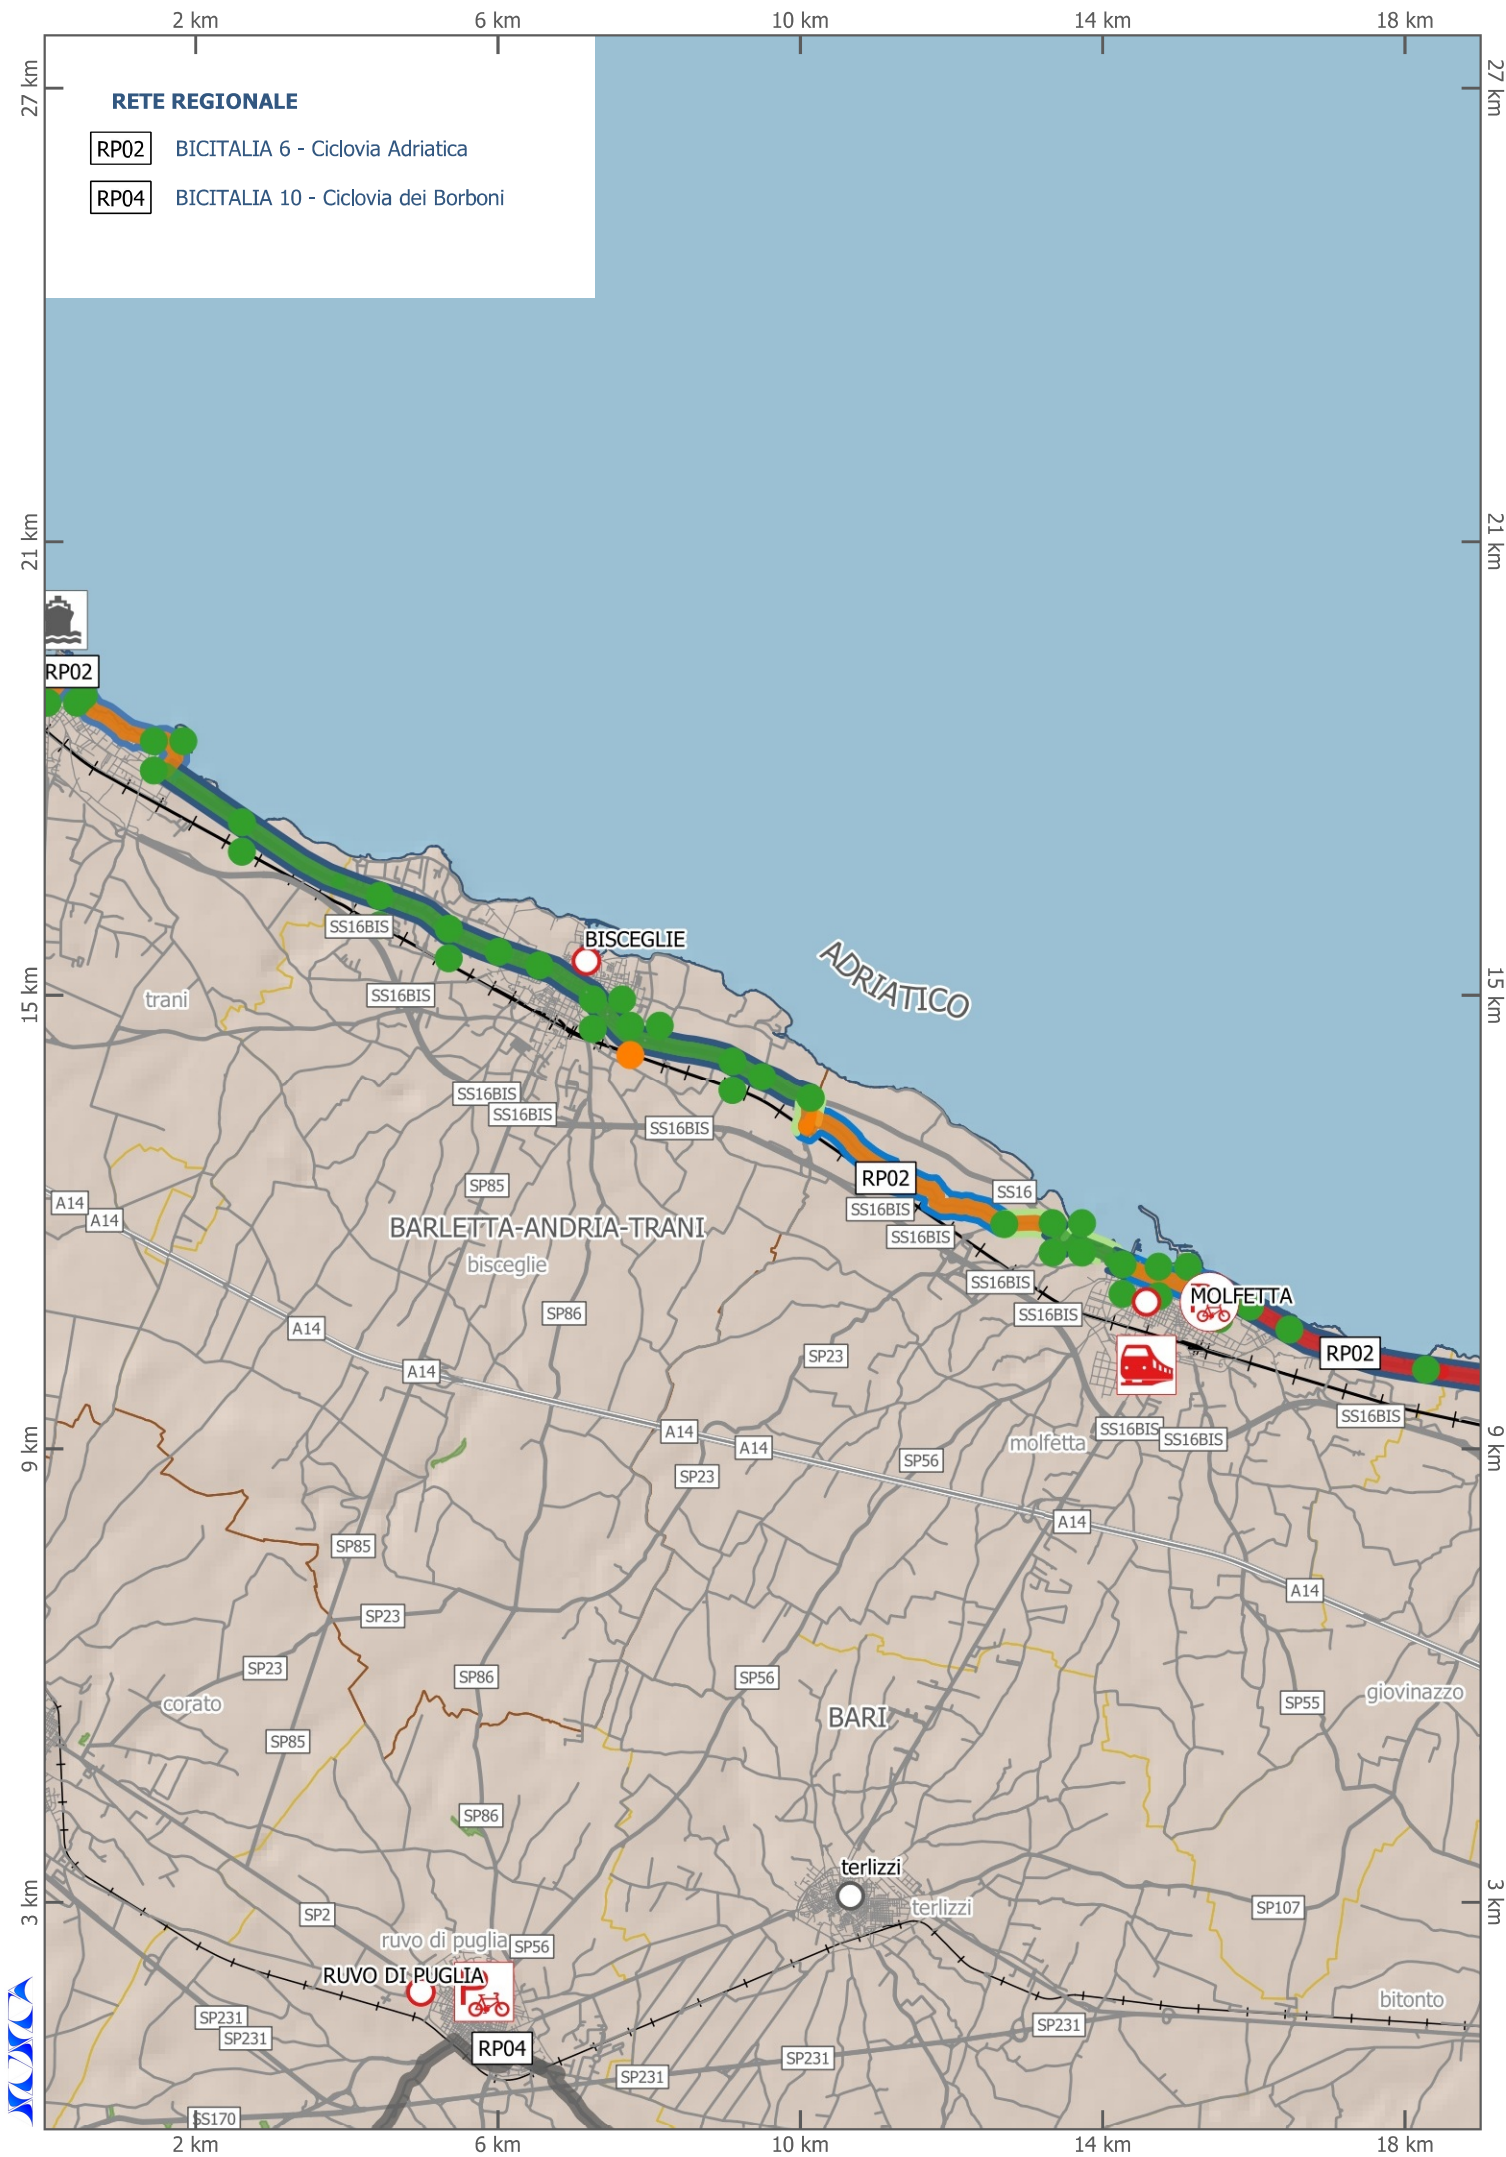 2 km
6 km
10 km
14 km
18 km
27 km
27 km
RETE REGIONALE
RP02 BICITALIA 6 - Ciclovia Adriatica
RP04 BICITALIA 10 - Ciclovia dei Borboni
21 km
21 km
RP02
SS16BIS
BISCEGLIE
ADRIATICO
trani
SS16BIS
15 km
15 km
SS16BIS
SS16BIS
SS16BIS
RP02
SP85
SS16
A14
A14
SS16BIS
BARLETTA-ANDRIA-TRANI
SS16BIS
bisceglie
SS16BIS
MOLFETTA
SP86
SS16BIS
A14
SP23
RP02
A14
SS16BIS
A14
SS16BIS
SS16BIS
molfetta
A14
9 km
9 km
SP56
SP23
A14
SP85
A14
SP23
SP23
SP86
SP56
giovinazzo
corato
SP55
BARI
SP85
SP86
terlizzi
3 km
3 km
terlizzi
SP107
SP2
ruvo di puglia
SP56
RUVO DI PUGLIA
P
bitonto
SP231
SP231
SP231
RP04
SP231
SP231
SS170
2 km
6 km
10 km
14 km
18 km